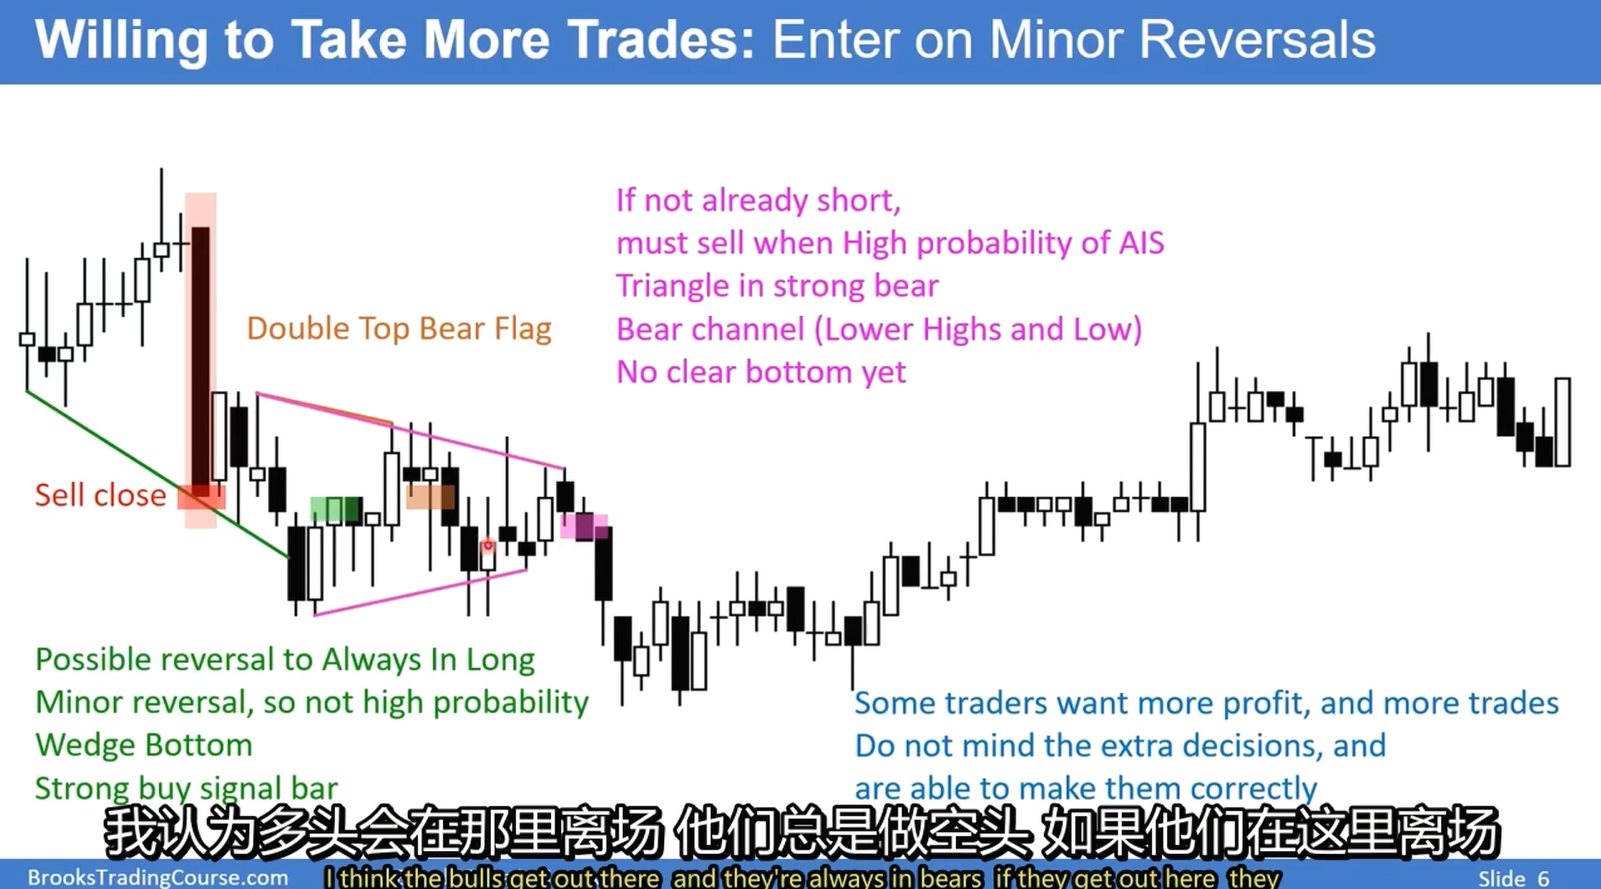 Willing to Take More Trades: Enter on Minor Reversals
If not already short,
must sell when High probability of AIS
Triangle in strong bear
Bear channel (Lower Highs and Low)
No clear bottom yet
Double Top Bear Flag
Sell close
Possible reversal to Always In Long
Minor reversal, so not high probability
Wedge Bottom
Strong buy signal bar
Some traders want more profit, and more trades
Do not mind the extra decisions, and
are able to make them correctly
我认为多头会在那里离场 他们总是做空头 如果他们在这里离场
I think the bulls get out there and they're always in bears if they get out here they
BrooksTradingCourse.com
Slide 6